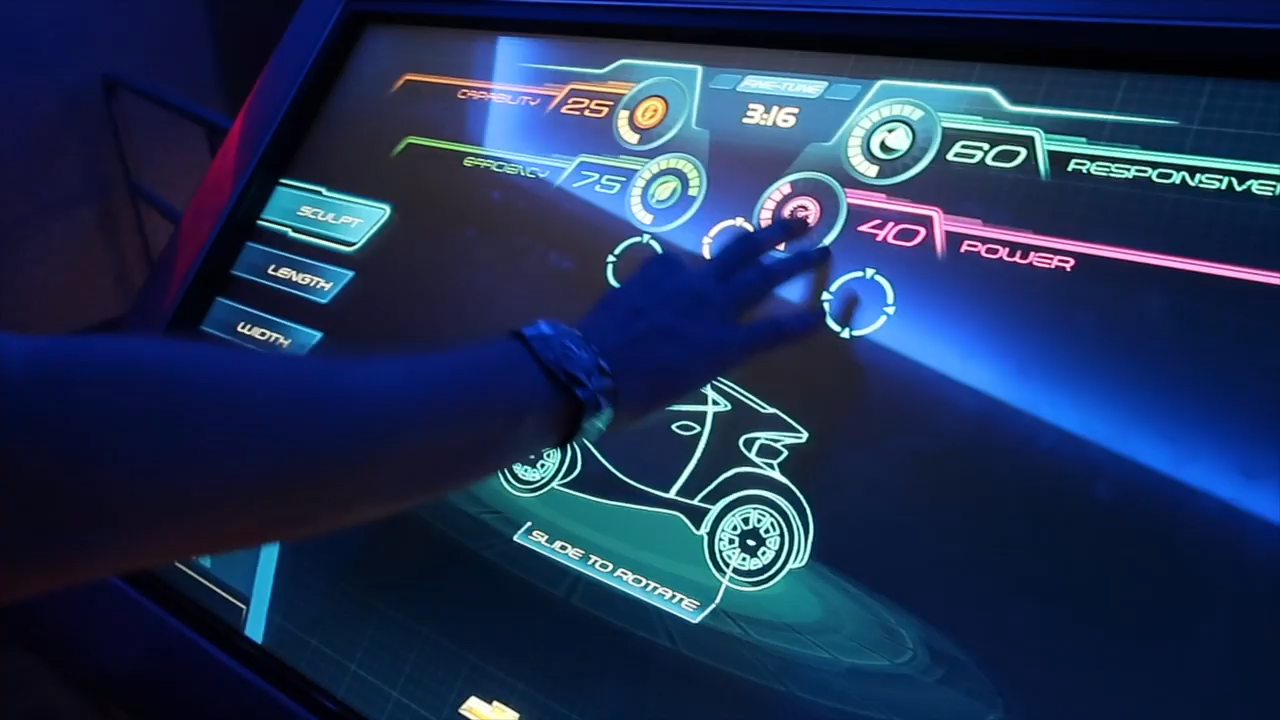 FINE-TUNE
3:16
CAPABILITY 25
EFFICIENCY 75
60 RESPONSIVE
40 POWER
SCULPT
LENGTH
WIDTH
SLIDE TO ROTATE